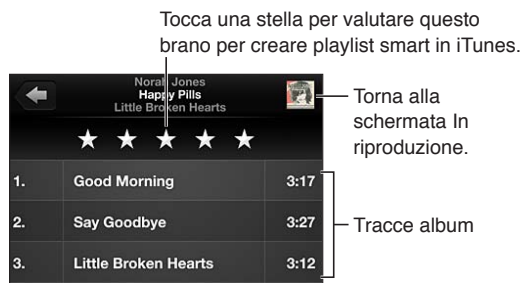 Tocca una stella per valutare questo
brano per creare playlist smart in iTunes.
Norah Jones
Happy Pills
Little Broken Hearts
Torna alla
schermata In
riproduzione.
1. Good Morning 3:17
2. Say Goodbye 3:27
3. Little Broken Hearts 3:12
Tracce album